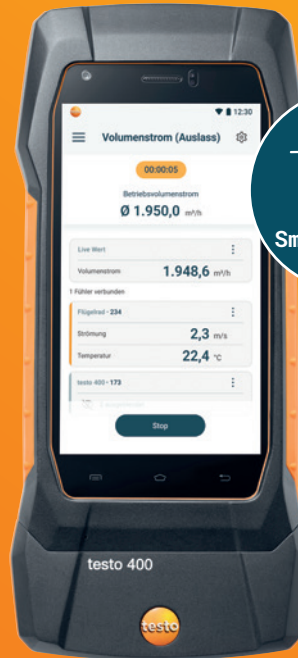 12:30
Volumenstrom (Auslass)
00:00:05
Betriebsvolumenstrom
Ø 1.950,0 m³/h
Live Wert
Volumenstrom 1.948,6 m³/h
1 Fühler verbunden
Flügelrad - 234
Strömung 2,3 m/s
Temperatur 22,4 °C
testo 400 - 173
Stop
Sm
testo 400
testo